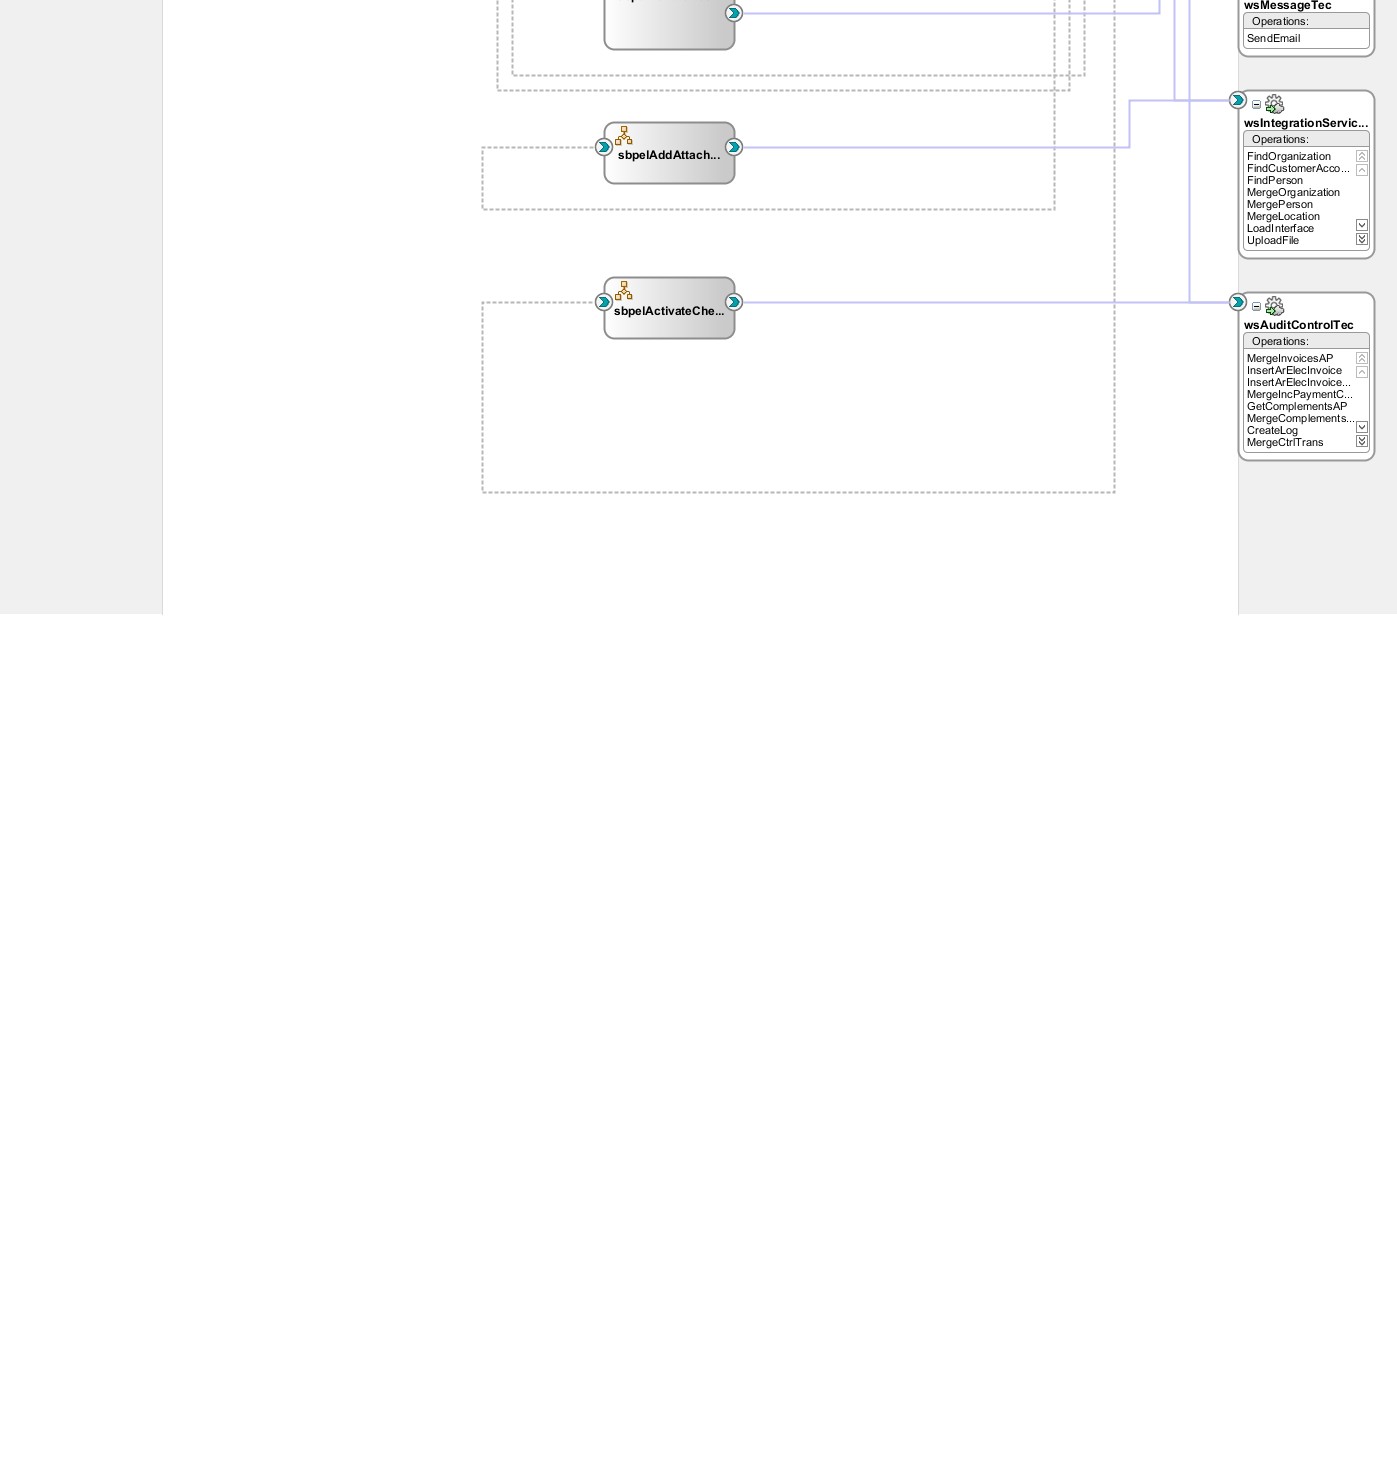 wsMessageTec
Operations:
SendEmail
wsIntegrationServic...
Operations:
FindOrganization
FindCustomerAcco...
FindPerson
MergeOrganization
MergePerson
MergeLocation
LoadInterface
UploadFile
sbpelAddAttach...
sbpelActivateChe...
wsAuditControlTec
Operations:
MergeInvoicesAP
InsertArElecInvoice
InsertArElecInvoice...
MergeIncPaymentC...
GetComplementsAP
MergeComplements...
CreateLog
MergeCtrlTrans